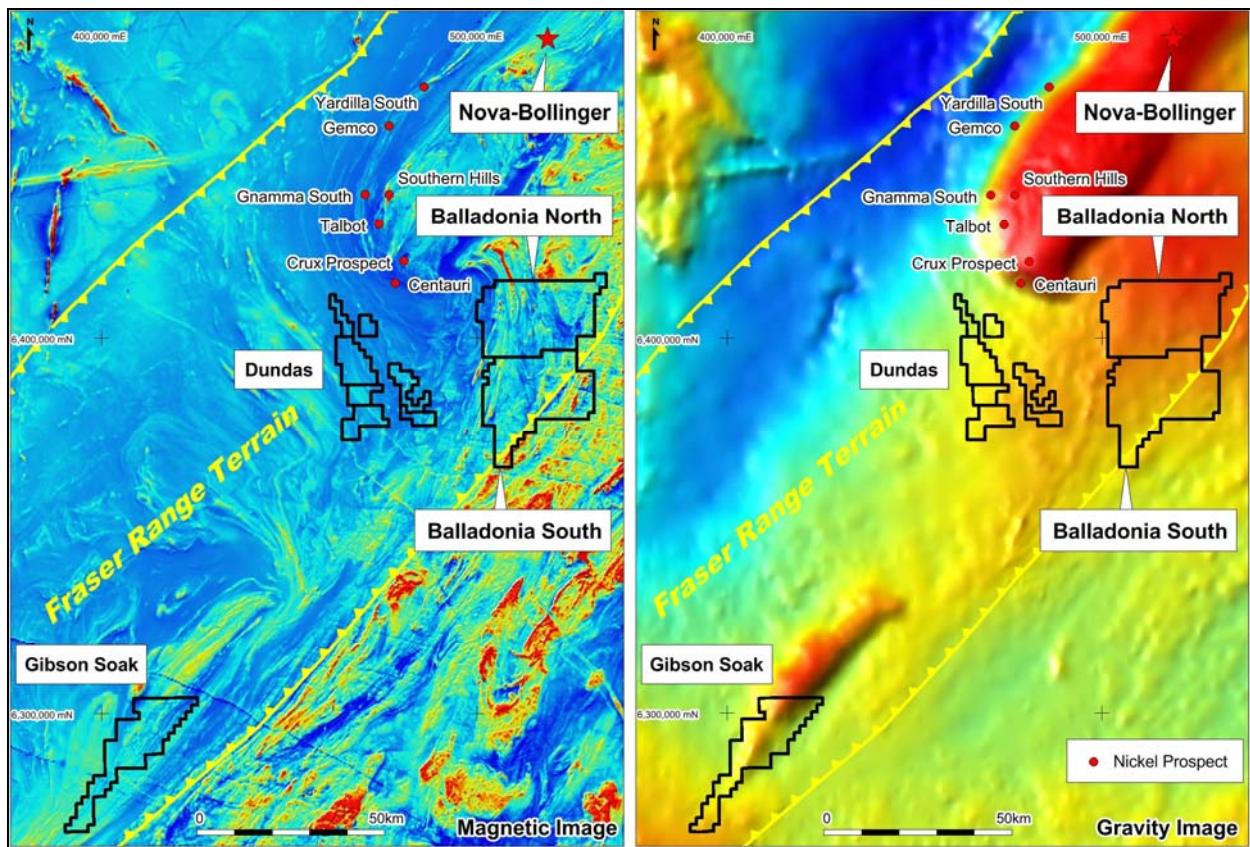 N
400,000 mE
500,000 mE
Nova-Bollinger
Yardilla South
Gemco
Gnamma South
Southern Hills
Balladonia North
Talbot
Crux Prospect
Centauri
6,400,000 mN
Dundas
Fraser Range Terrain
Balladonia South
Gibson Soak
6,300,000 mN
0
50km
Magnetic Image
N
400,000 mE
500,000 mE
Nova-Bollinger
Yardilla South
Gemco
Gnamma South
Southern Hills
Balladonia North
Talbot
Crux Prospect
Centauri
6,400,000 mN
Dundas
Fraser Range Terrain
Balladonia South
Gibson Soak
6,300,000 mN
Nickel Prospect
0
50km
Gravity Image